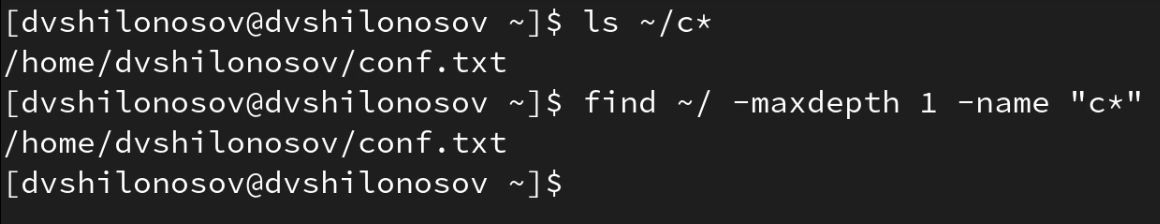 [dvshilonosov@dvshilonosov ~]$ ls ~/c*
/home/dvshilonosov/conf.txt
[dvshilonosov@dvshilonosov ~]$ find ~/ -maxdepth 1 -name "c*"
/home/dvshilonosov/conf.txt
[dvshilonosov@dvshilonosov ~]$